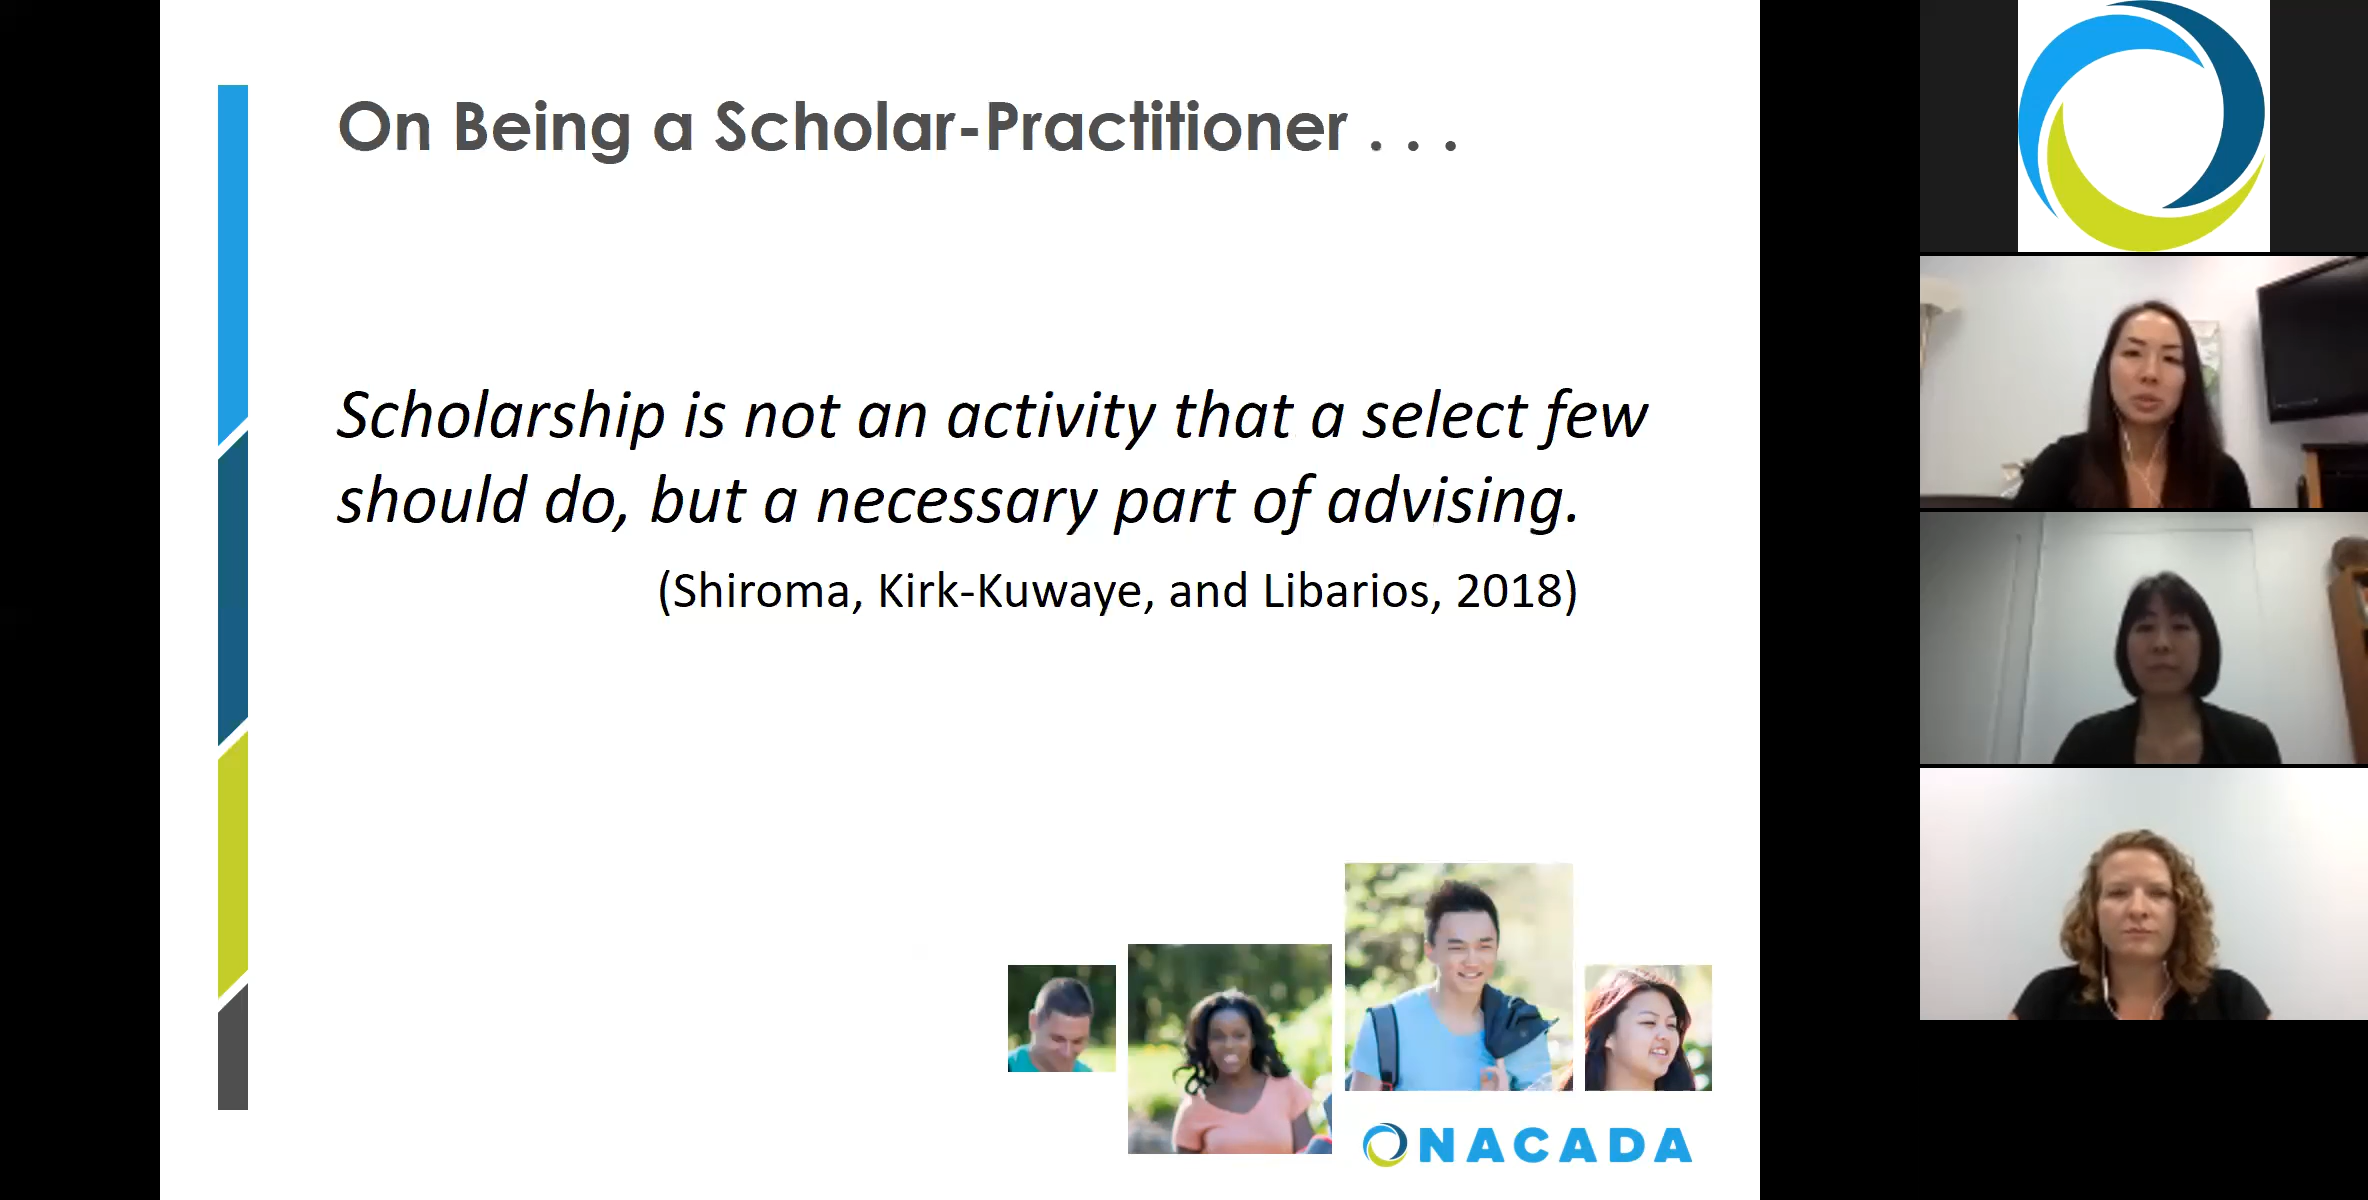 On Being a Scholar-Practitioner . . .
Scholarship is not an activity that a select few
should do, but a necessary part of advising.
(Shiroma, Kirk-Kuwaye, and Libarios, 2018)
NACADA